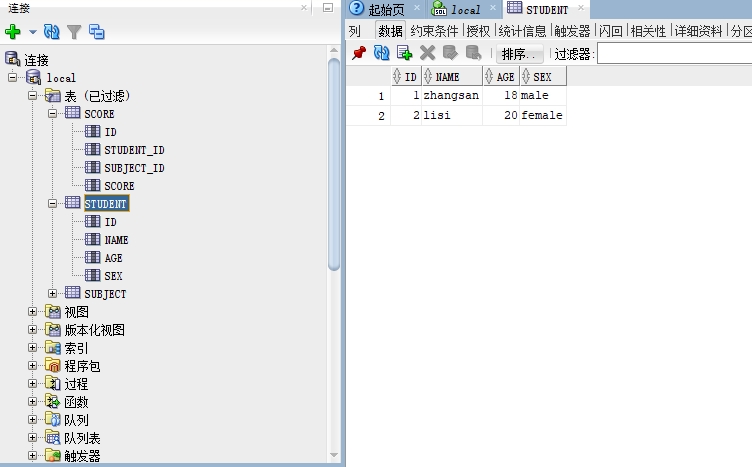 连接
连接
local
表 (已过滤)
SCORE
ID
STUDENT_ID
SUBJECT_ID
SCORE
STUDENT
ID
NAME
AGE
SEX
SUBJECT
视图
版本化视图
索引
程序包
过程
函数
队列
队列表
触发器
起始页 local STUDENT
列 数据 约束条件 授权 统计信息 触发器 闪回 相关性 详细资料 分区
排序.. 过滤器:
ID NAME AGE SEX
1 1 zhangsan 18 male
2 2 lisi 20 female